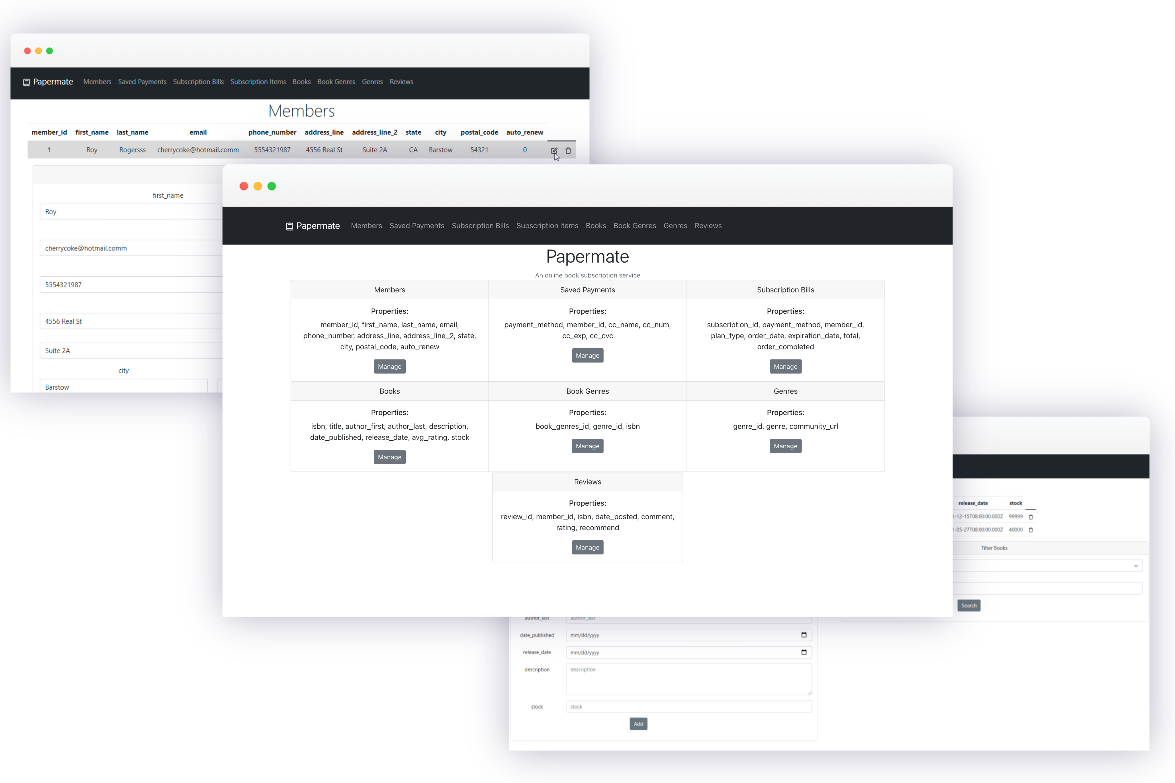 Papermate Members Saved Payments Subscription Bills Subscription Items Books Book Genres Genres Reviews
Members
member_id first_name last_name email phone_number address_line address_line_2 state city postal_code auto_renew
1 Roy Rogersss cherrycoke@hotmail.comm 5554321987 4556 Real St Suite 2A CA Barstow 54321 0
first_name
Roy
cherrycoke@hotmail.comm
5554321987
4556 Real St
Suite 2A
city
Barstow
Papermate Members Saved Payments Subscription Bills Subscription Items Books Book Genres Genres Reviews
Papermate
An online book subscription service
Members
Properties:
member_id, first_name, last_name, email,
phone_number, address_line, address_line_2, state,
city, postal_code, auto_renew
Manage
Saved Payments
Properties:
payment_method, member_id, cc_name, cc_num,
cc_exp, cc_cvc
Manage
Subscription Bills
Properties:
subscription_id, payment_method, member_id,
plan_type, order_date, expiration_date, total,
order_completed
Manage
Books
Properties:
isbn, title, author_first, author_last, description,
date_published, release_date, avg_rating, stock
Manage
Book Genres
Properties:
book_genres_id, genre_id, isbn
Manage
Genres
Properties:
genre_id, genre, community_url
Manage
Reviews
Properties:
review_id, member_id, isbn, date_posted, comment,
rating, recommend
Manage
release_date stock
-12-15T08:00:00.000Z 99999
-05-27T08:00:00.000Z 40000
Filter Books
Search
author_last author_last
date_published mm/dd/yyyy
release_date mm/dd/yyyy
description description
stock stock
Add